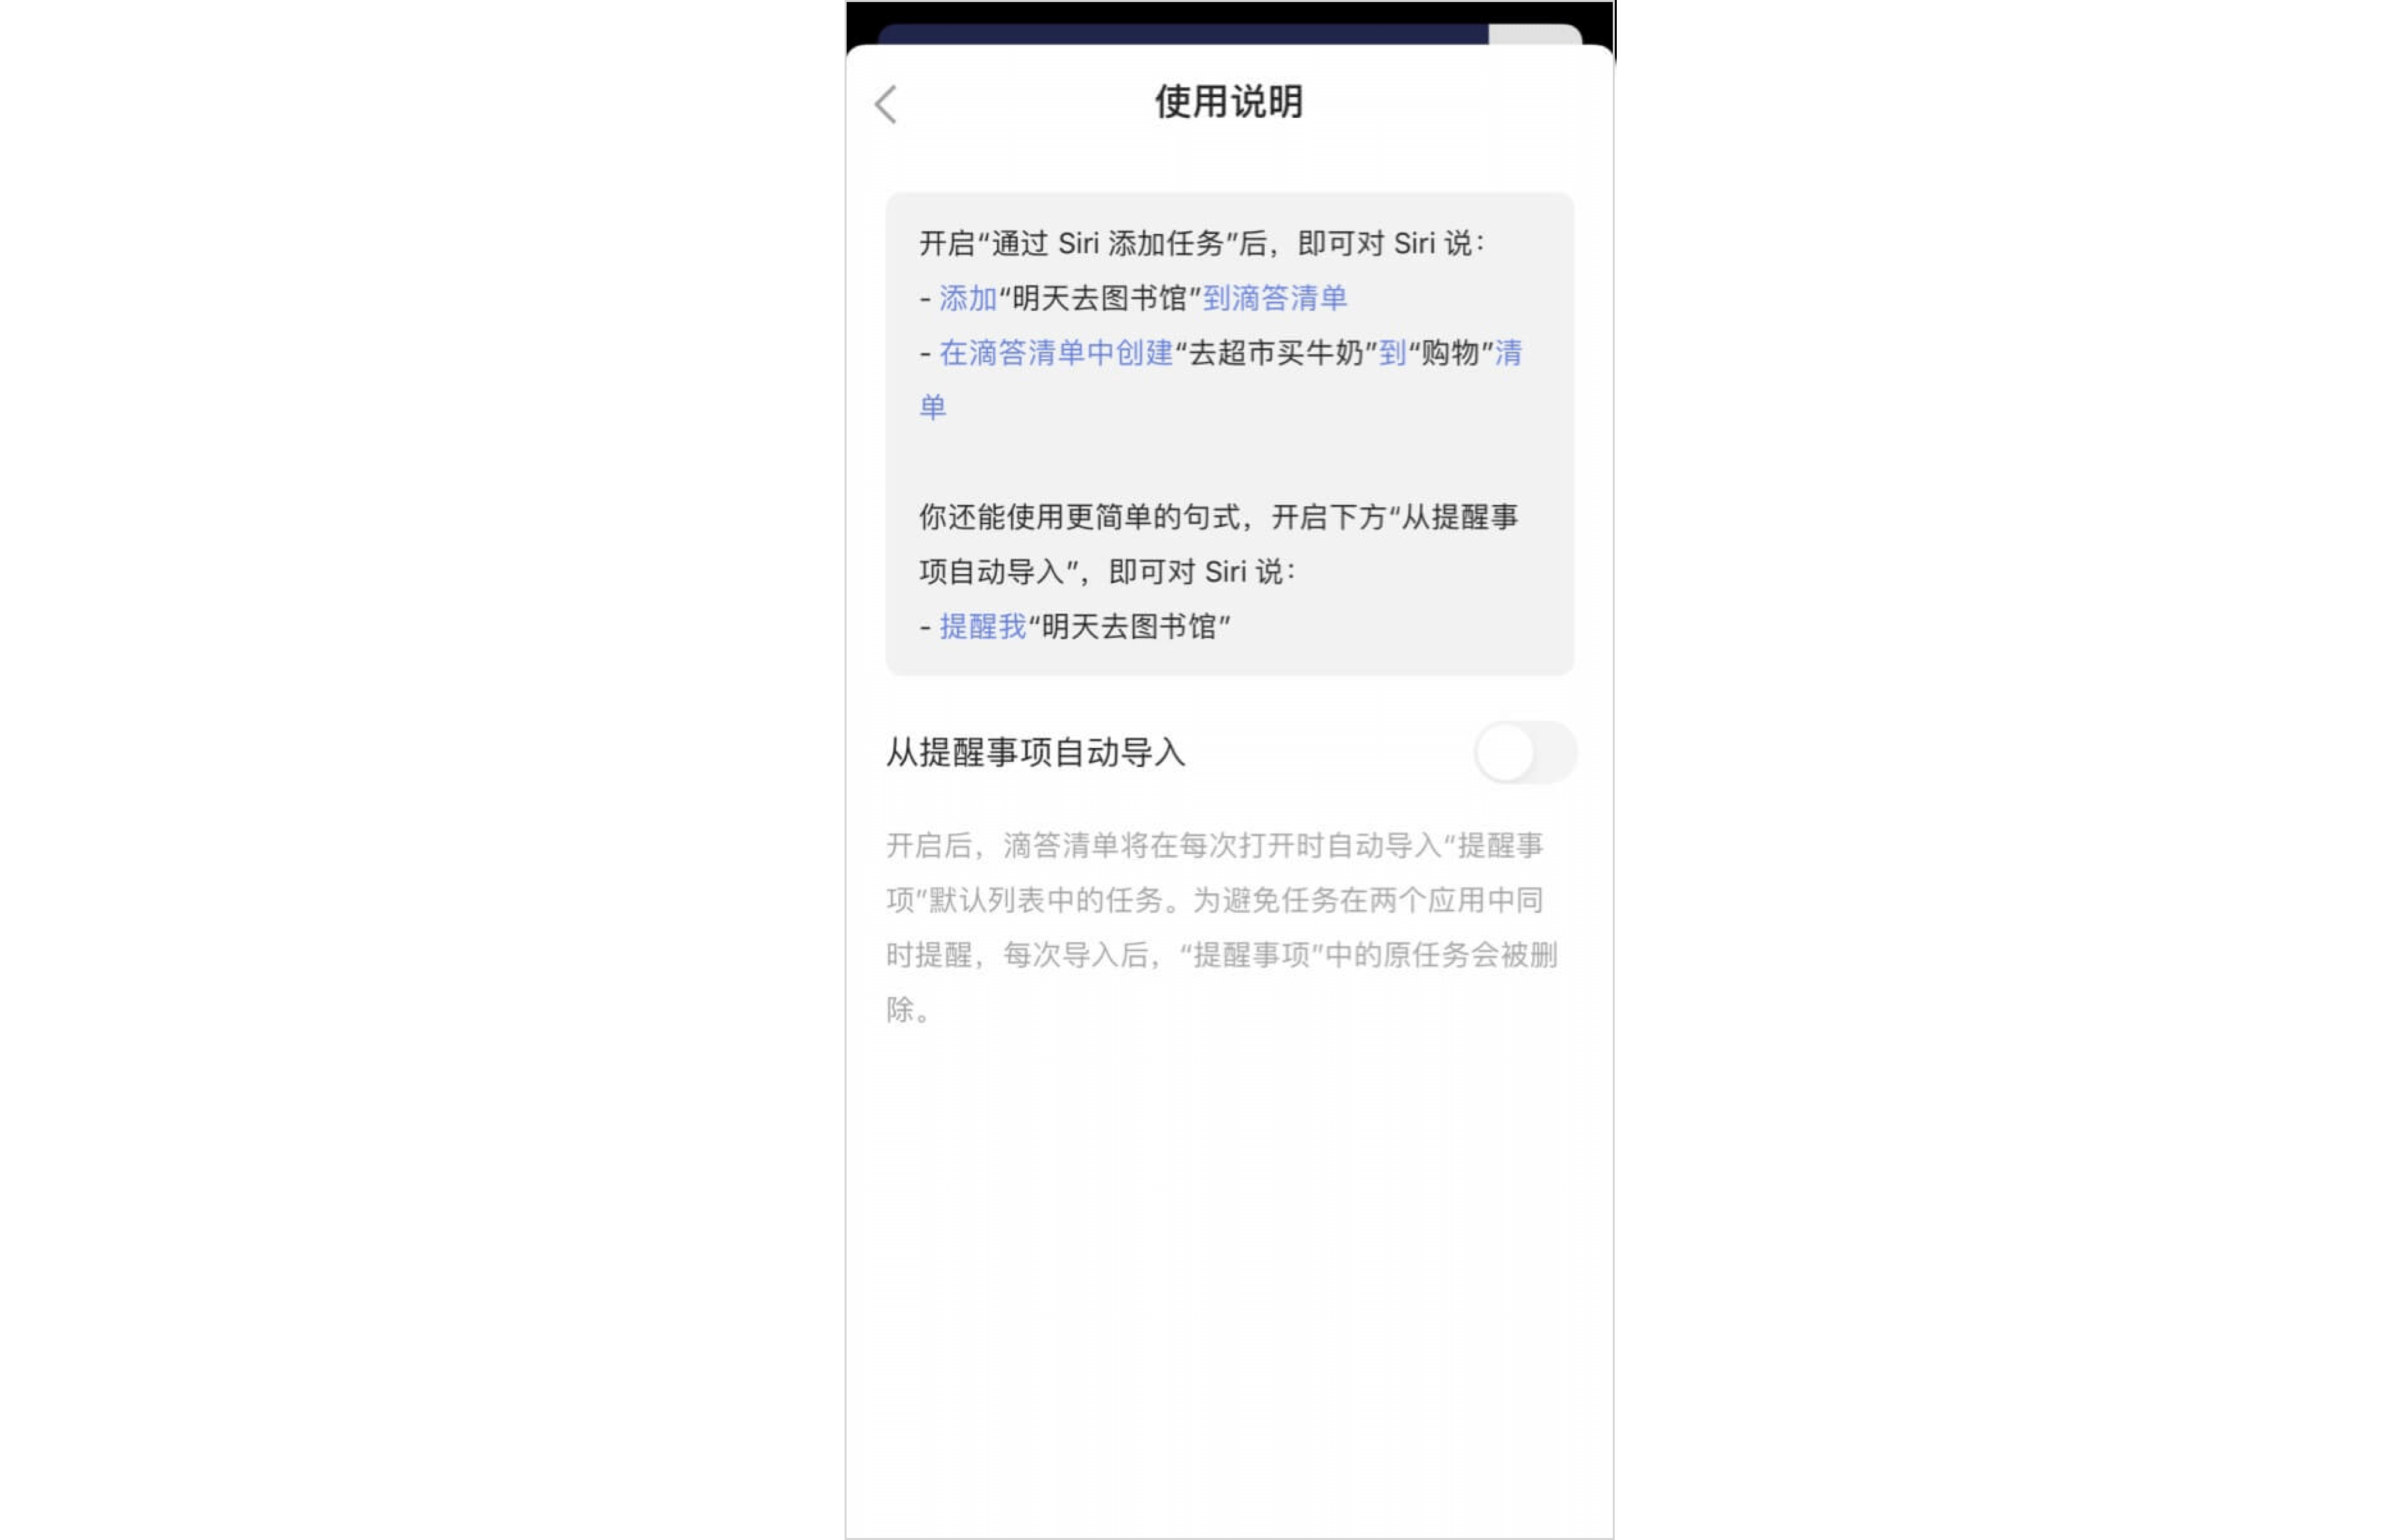 使用说明
开启“通过 Siri 添加任务”后，即可对 Siri 说：
- 添加“明天去图书馆”到滴答清单
- 在滴答清单中创建“去超市买牛奶”到“购物”清
单
你还能使用更简单的句式，开启下方“从提醒事
项自动导入”，即可对 Siri 说：
- 提醒我“明天去图书馆”
从提醒事项自动导入
开启后，滴答清单将在每次打开时自动导入“提醒事
项”默认列表中的任务。为避免任务在两个应用中同
时提醒，每次导入后，“提醒事项”中的原任务会被删
除。